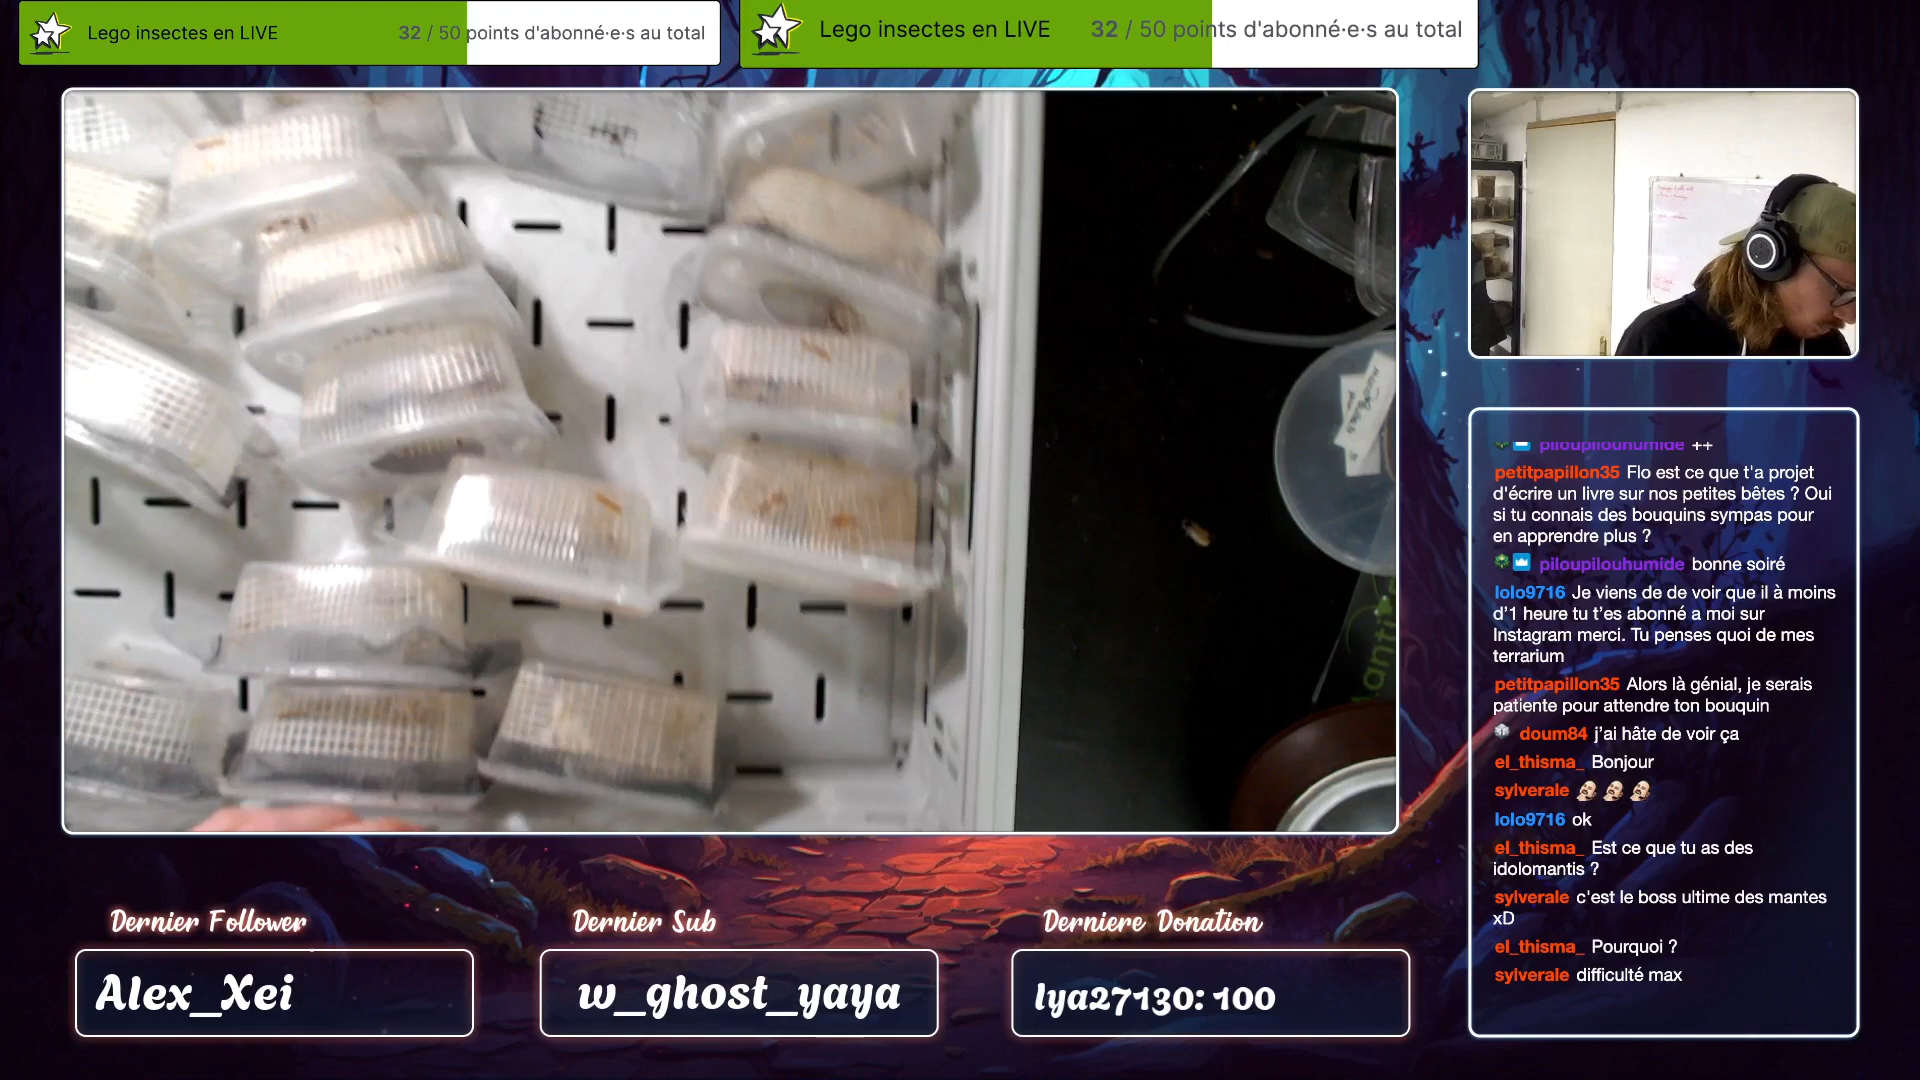 Lego insectes en LIVE 32 / 50 points d'abonné·e·s au total
Lego insectes en LIVE 32 / 50 points d'abonné·e·s au total
piloupilouhumide ++
petitpapillon35 Flo est ce que t'a projet
d'écrire un livre sur nos petites bêtes ? Oui
si tu connais des bouquins sympas pour
en apprendre plus ?
piloupilouhumide bonne soiré
lolo9716 Je viens de de voir que il à moins
d'1 heure tu t'es abonné a moi sur
Instagram merci. Tu penses quoi de mes
terrarium
petitpapillon35 Alors là génial, je serais
patiente pour attendre ton bouquin
doum84 j'ai hâte de voir ça
el_thisma_ Bonjour
sylverale
lolo9716 ok
el_thisma_ Est ce que tu as des
idolomantis ?
sylverale c'est le boss ultime des mantes
xD
el_thisma_ Pourquoi ?
sylverale difficulté max
Dernier Follower
Alex_Xei
Dernier Sub
w_ghost_yaya
Derniere Donation
lya27130: 100